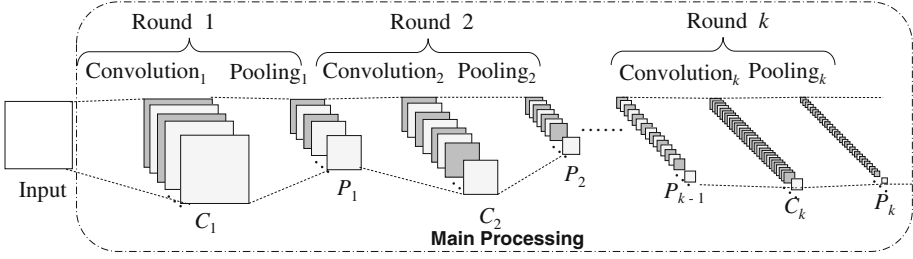 Round 1 Round 2 Round k
Convolution₁ Pooling₁ Convolution₂ Pooling₂ Convolutionₖ Poolingₖ
Input C₁ P₁ C₂ P₂ ...... Pₖ₋₁ Cₖ Pₖ
Main Processing